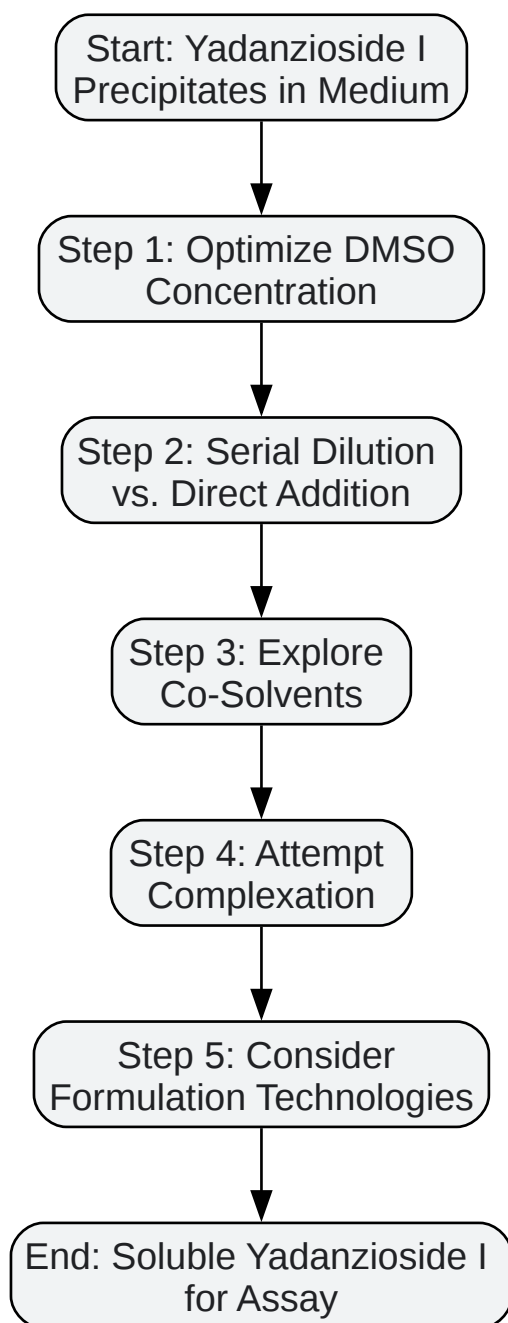 Start: Yadanzioside I
Precipitates in Medium
Step 1: Optimize DMSO
Concentration
Step 2: Serial Dilution
vs. Direct Addition
Step 3: Explore
Co-Solvents
Step 4: Attempt
Complexation
Step 5: Consider
Formulation Technologies
End: Soluble Yadanzioside I
for Assay